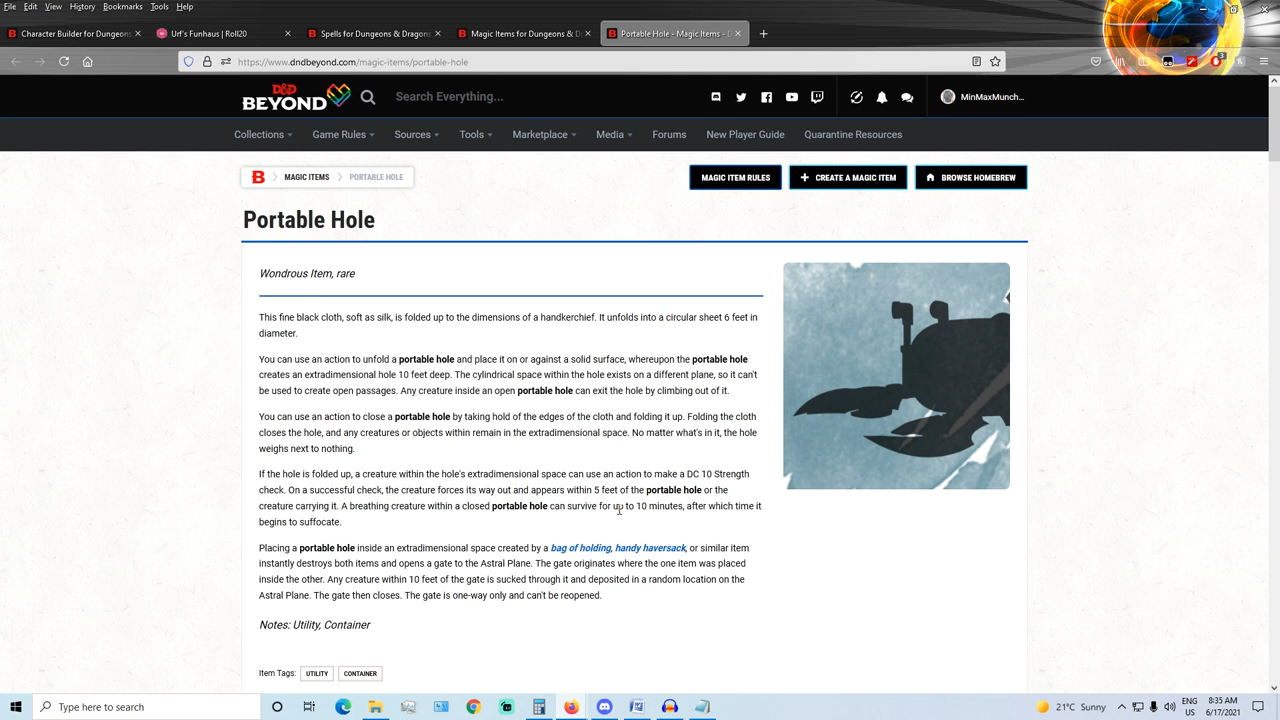 File Edit View History Bookmarks Tools Help
Character Builder for Dungeons
Urf's Funhaus | Roll20
Spells for Dungeons & Dragons
Magic Items for Dungeons & D
Portable Hole - Magic Items - D
https://www.dndbeyond.com/magic-items/portable-hole
3
D&D
BEYOND
Search Everything...
MinMaxMunch...
Collections
Game Rules
Sources
Tools
Marketplace
Media
Forums
New Player Guide
Quarantine Resources
B
MAGIC ITEMS
PORTABLE HOLE
MAGIC ITEM RULES
CREATE A MAGIC ITEM
BROWSE HOMEBREW
Portable Hole
Wondrous Item, rare
This fine black cloth, soft as silk, is folded up to the dimensions of a handkerchief. It unfolds into a circular sheet 6 feet in
diameter.
You can use an action to unfold a portable hole and place it on or against a solid surface, whereupon the portable hole
creates an extradimensional hole 10 feet deep. The cylindrical space within the hole exists on a different plane, so it can't
be used to create open passages. Any creature inside an open portable hole can exit the hole by climbing out of it.
You can use an action to close a portable hole by taking hold of the edges of the cloth and folding it up. Folding the cloth
closes the hole, and any creatures or objects within remain in the extradimensional space. No matter what's in it, the hole
weighs next to nothing.
If the hole is folded up, a creature within the hole's extradimensional space can use an action to make a DC 10 Strength
check. On a successful check, the creature forces its way out and appears within 5 feet of the portable hole or the
creature carrying it. A breathing creature within a closed portable hole can survive for up to 10 minutes, after which time it
begins to suffocate.
Placing a portable hole inside an extradimensional space created by a bag of holding, handy haversack, or similar item
instantly destroys both items and opens a gate to the Astral Plane. The gate originates where the one item was placed
inside the other. Any creature within 10 feet of the gate is sucked through it and deposited in a random location on the
Astral Plane. The gate then closes. The gate is one-way only and can't be reopened.
Notes: Utility, Container
Item Tags: UTILITY CONTAINER
Type here to search
21°C Sunny
ENG
US
8:35 AM
6/17/2021